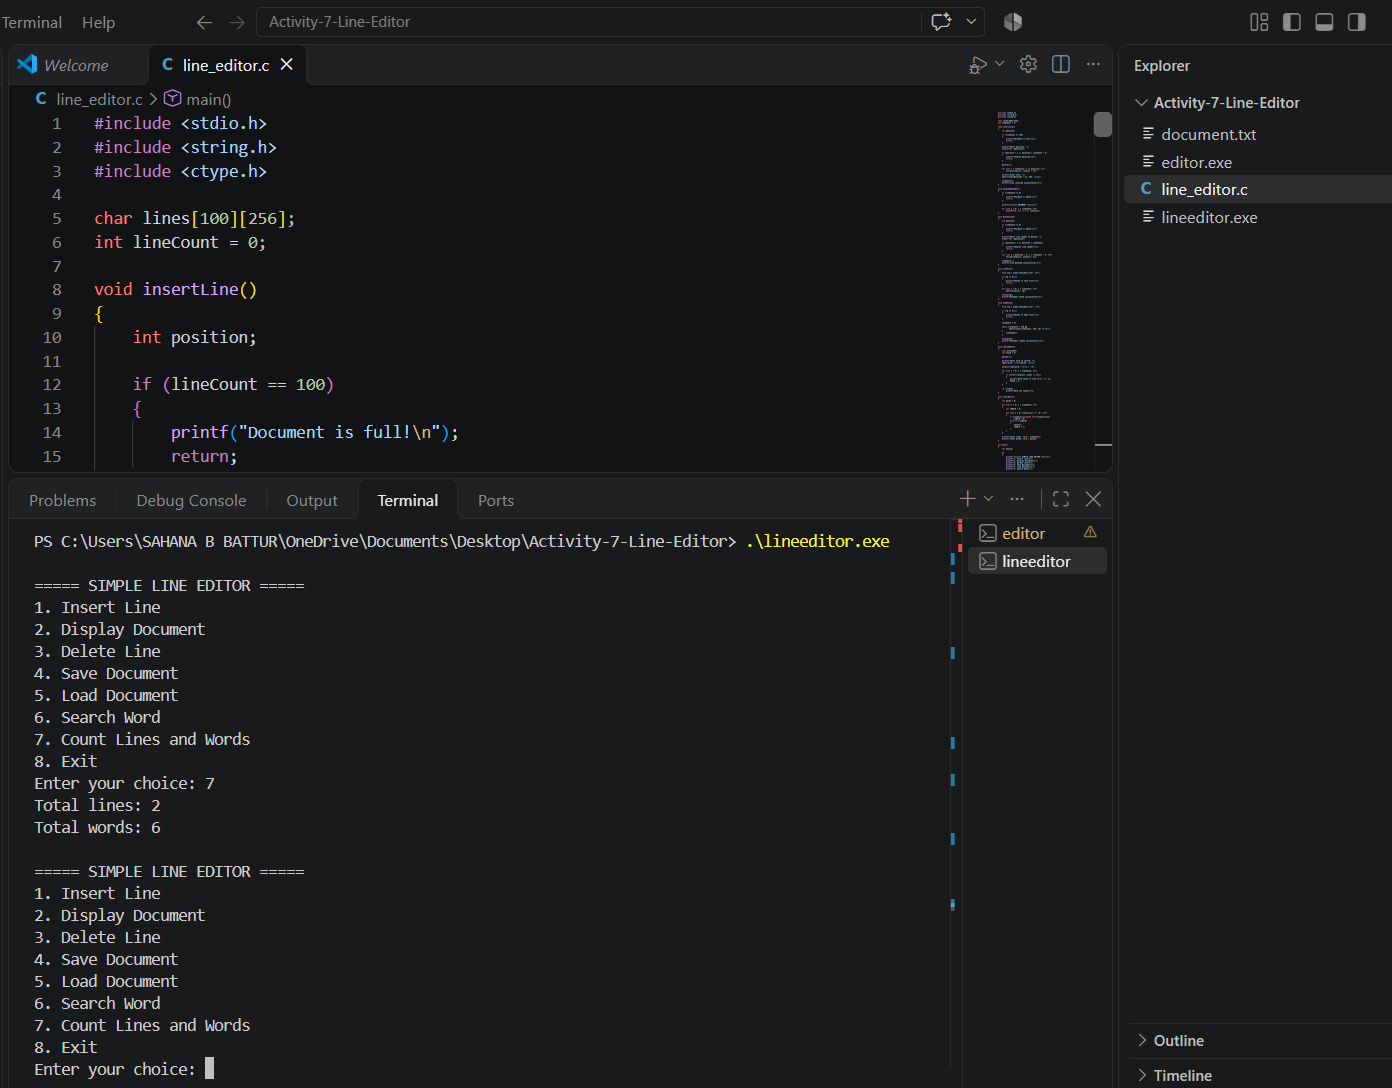 Terminal Help
Activity-7-Line-Editor
Welcome
C line_editor.c
C line_editor.c > main()
1 #include <stdio.h>
2 #include <string.h>
3 #include <ctype.h>
4
5 char lines[100][256];
6 int lineCount = 0;
7
8 void insertLine()
9 {
10 int position;
11
12 if (lineCount == 100)
13 {
14 printf("Document is full!\n");
15 return;
Problems Debug Console Output Terminal Ports
PS C:\Users\SAHANA B BATTUR\OneDrive\Documents\Desktop\Activity-7-Line-Editor> .\lineeditor.exe
===== SIMPLE LINE EDITOR =====
1. Insert Line
2. Display Document
3. Delete Line
4. Save Document
5. Load Document
6. Search Word
7. Count Lines and Words
8. Exit
Enter your choice: 7
Total lines: 2
Total words: 6
===== SIMPLE LINE EDITOR =====
1. Insert Line
2. Display Document
3. Delete Line
4. Save Document
5. Load Document
6. Search Word
7. Count Lines and Words
8. Exit
Enter your choice:
editor
lineeditor
Explorer
Activity-7-Line-Editor
document.txt
editor.exe
C line_editor.c
lineeditor.exe
Outline
Timeline